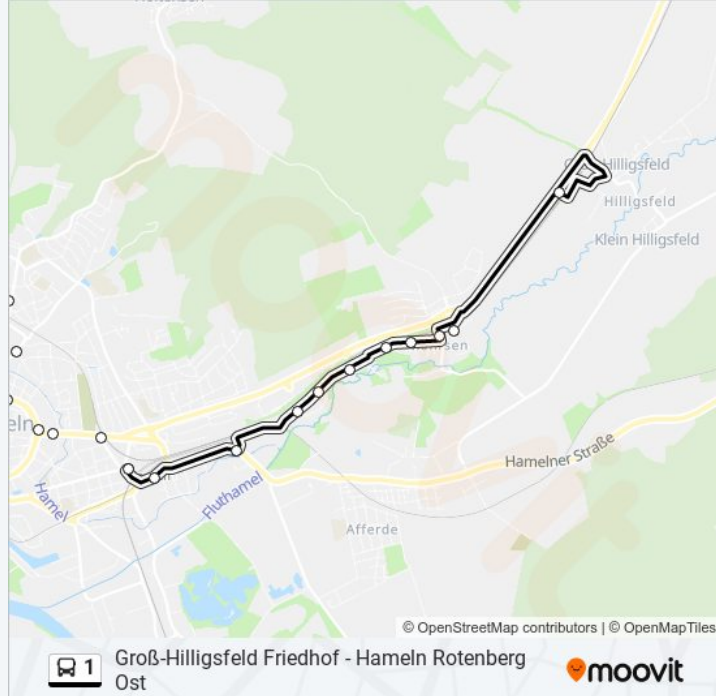 Groß Hilligsfeld
Hilligsfeld
Klein Hilligsfeld
Hamelner Straße
Fluthamel
Hamel
Afferde
© OpenStreetMap contributors | © OpenMapTiles
1
Groß-Hilligsfeld Friedhof - Hameln Rotenberg
Ost
moovit